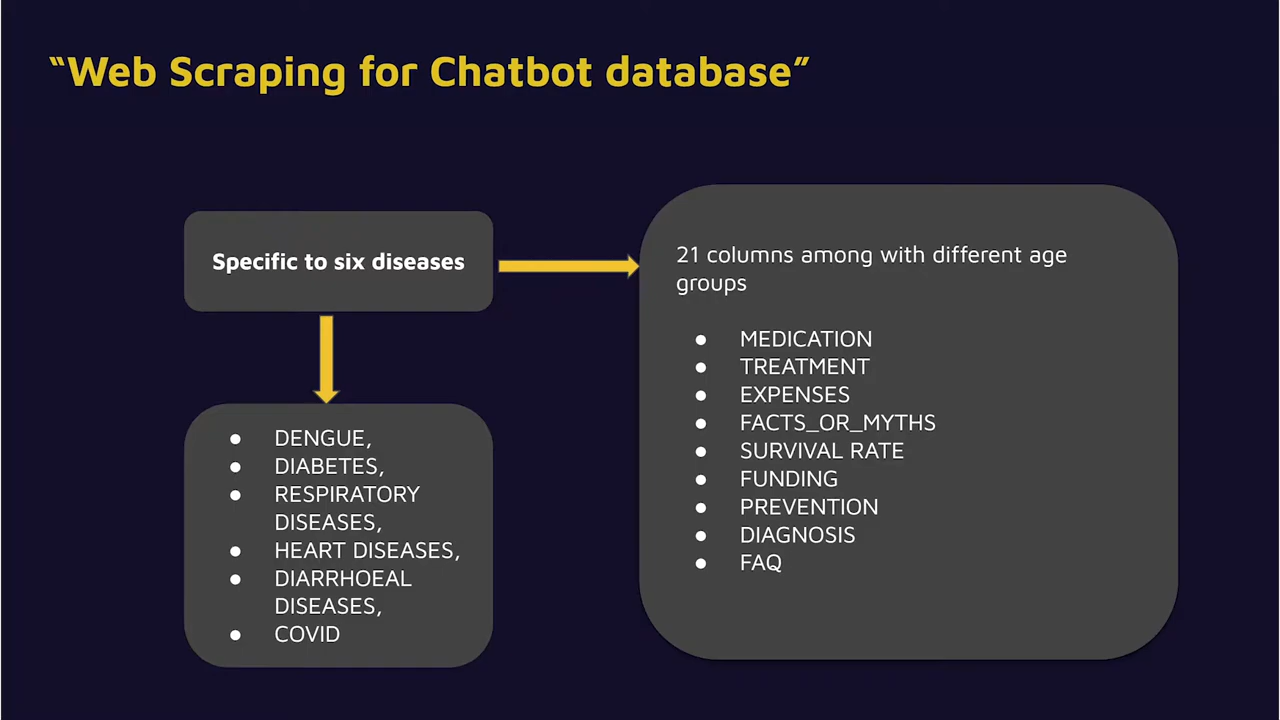 “Web Scraping for Chatbot database”
Specific to six diseases
● DENGUE,
● DIABETES,
● RESPIRATORY
DISEASES,
● HEART DISEASES,
● DIARRHOEAL
DISEASES,
● COVID
21 columns among with different age
groups
● MEDICATION
● TREATMENT
● EXPENSES
● FACTS_OR_MYTHS
● SURVIVAL RATE
● FUNDING
● PREVENTION
● DIAGNOSIS
● FAQ